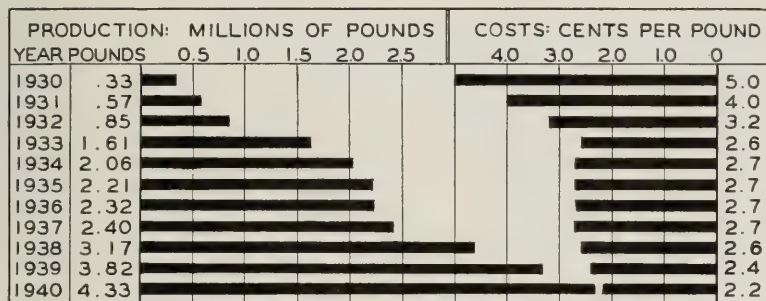 PRODUCTION: MILLIONS OF POUNDS COSTS: CENTS PER POUND
YEAR POUNDS 0.5 1.0 1.5 2.0 2.5 4.0 3.0 2.0 1.0 0
1930 .33 5.0
1931 .57 4.0
1932 .85 3.2
1933 1.61 2.6
1934 2.06 2.7
1935 2.21 2.7
1936 2.32 2.7
1937 2.40 2.7
1938 3.17 2.6
1939 3.82 2.4
1940 4.33 2.2